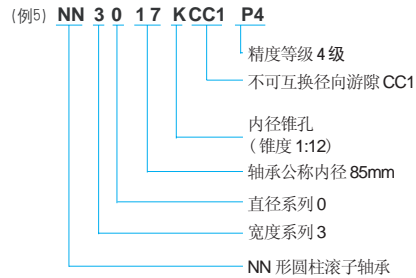 (例5) NN 3 0 17 K CC1 P4
精度等级 4 级
不可互换径向游隙 CC1
内径锥孔
( 锥度 1:12)
轴承公称内径 85mm
直径系列 0
宽度系列 3
NN 形圆柱滚子轴承